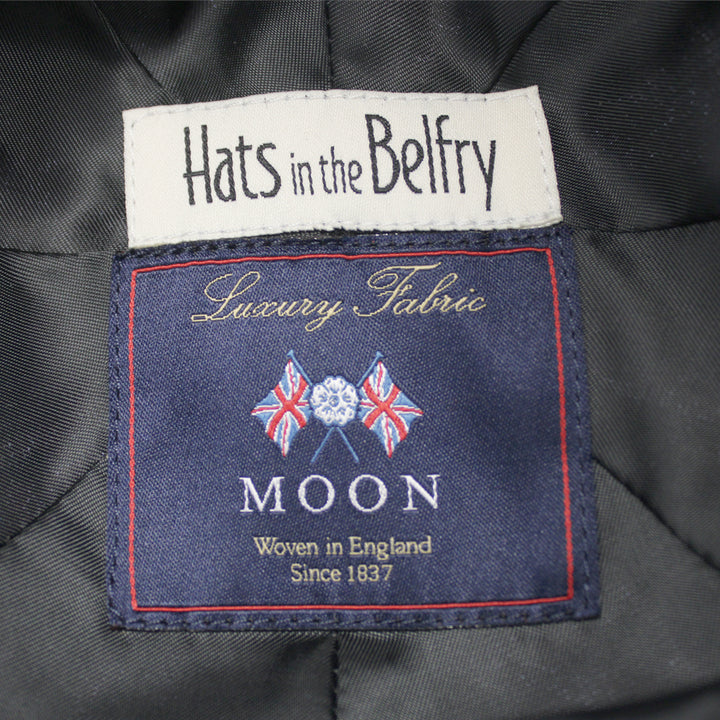 Hats in the Belfry
Luxury Fabric
MOON
Woven in England
Since 1837